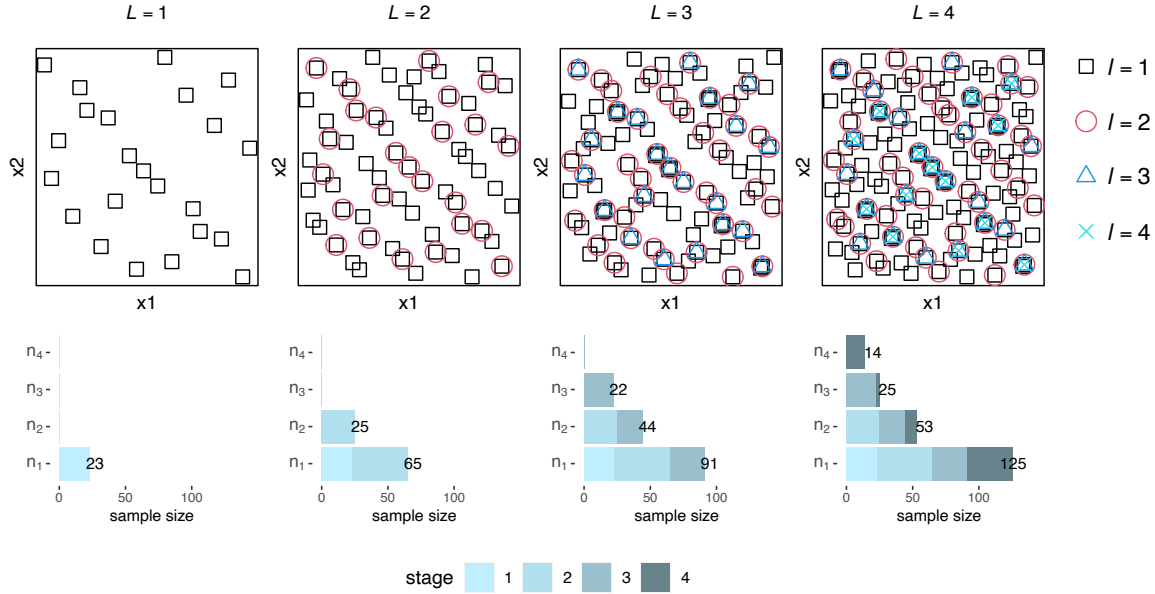 L = 1
L = 2
L = 3
L = 4
x2
x2
x2
x2
x1
x1
x1
x1
l = 1
l = 2
l = 3
l = 4
n₄
n₃
n₂
n₁
23
0
50
100
sample size
n₄
n₃
n₂
25
n₁
65
0
50
100
sample size
n₄
n₃
22
n₂
44
n₁
91
0
50
100
sample size
n₄
14
n₃
25
n₂
53
n₁
125
0
50
100
sample size
stage 1 2 3 4